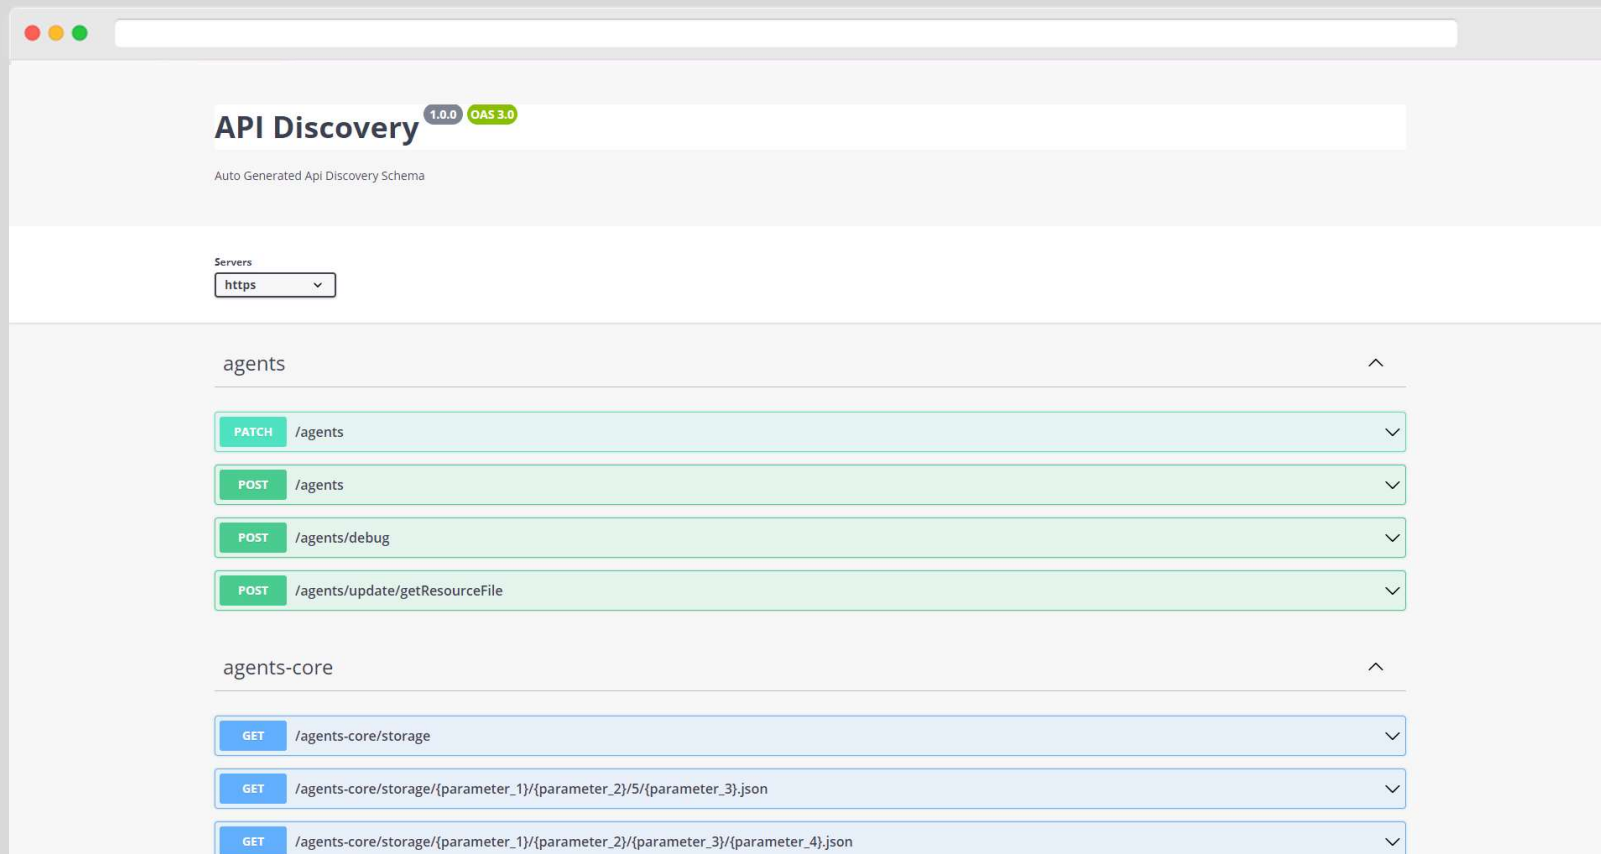 API Discovery 1.0.0 OAS 3.0
Auto Generated Api Discovery Schema
Servers
https
agents
PATCH /agents
POST /agents
POST /agents/debug
POST /agents/update/getResourceFile
agents-core
GET /agents-core/storage
GET /agents-core/storage/{parameter_1}/{parameter_2}/5/{parameter_3}.json
GET /agents-core/storage/{parameter_1}/{parameter_2}/{parameter_3}/{parameter_4}.json